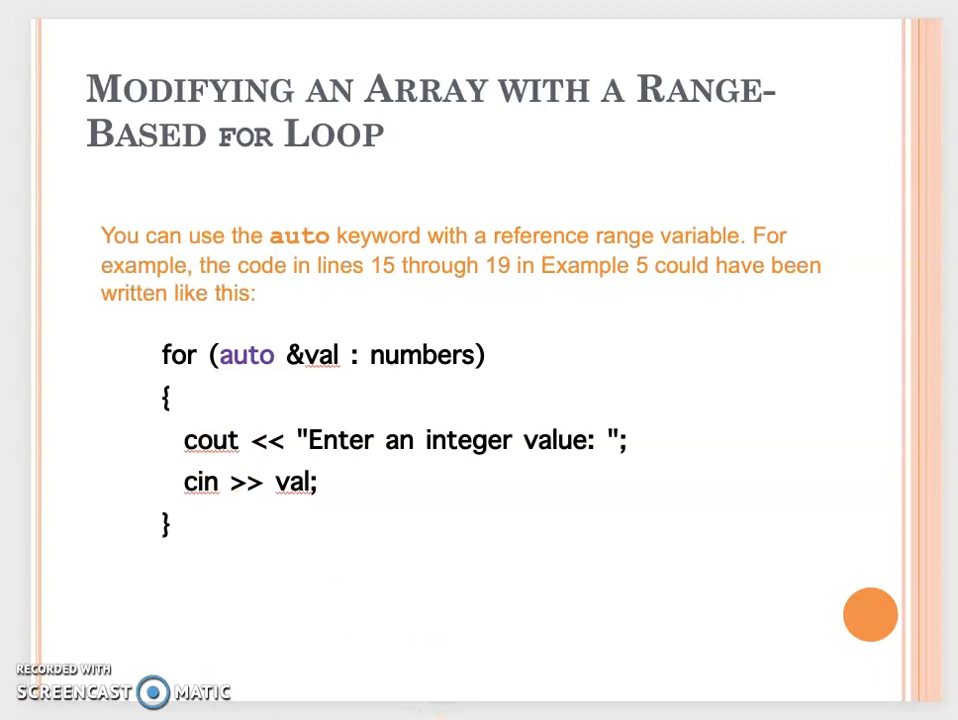 MODIFYING AN ARRAY WITH A RANGE-
BASED FOR LOOP
You can use the auto keyword with a reference range variable. For
example, the code in lines 15 through 19 in Example 5 could have been
written like this:
for (auto &val : numbers)
{
cout << "Enter an integer value: ";
cin >> val;
}
RECORDED WITH
SCREENCAST MATIC